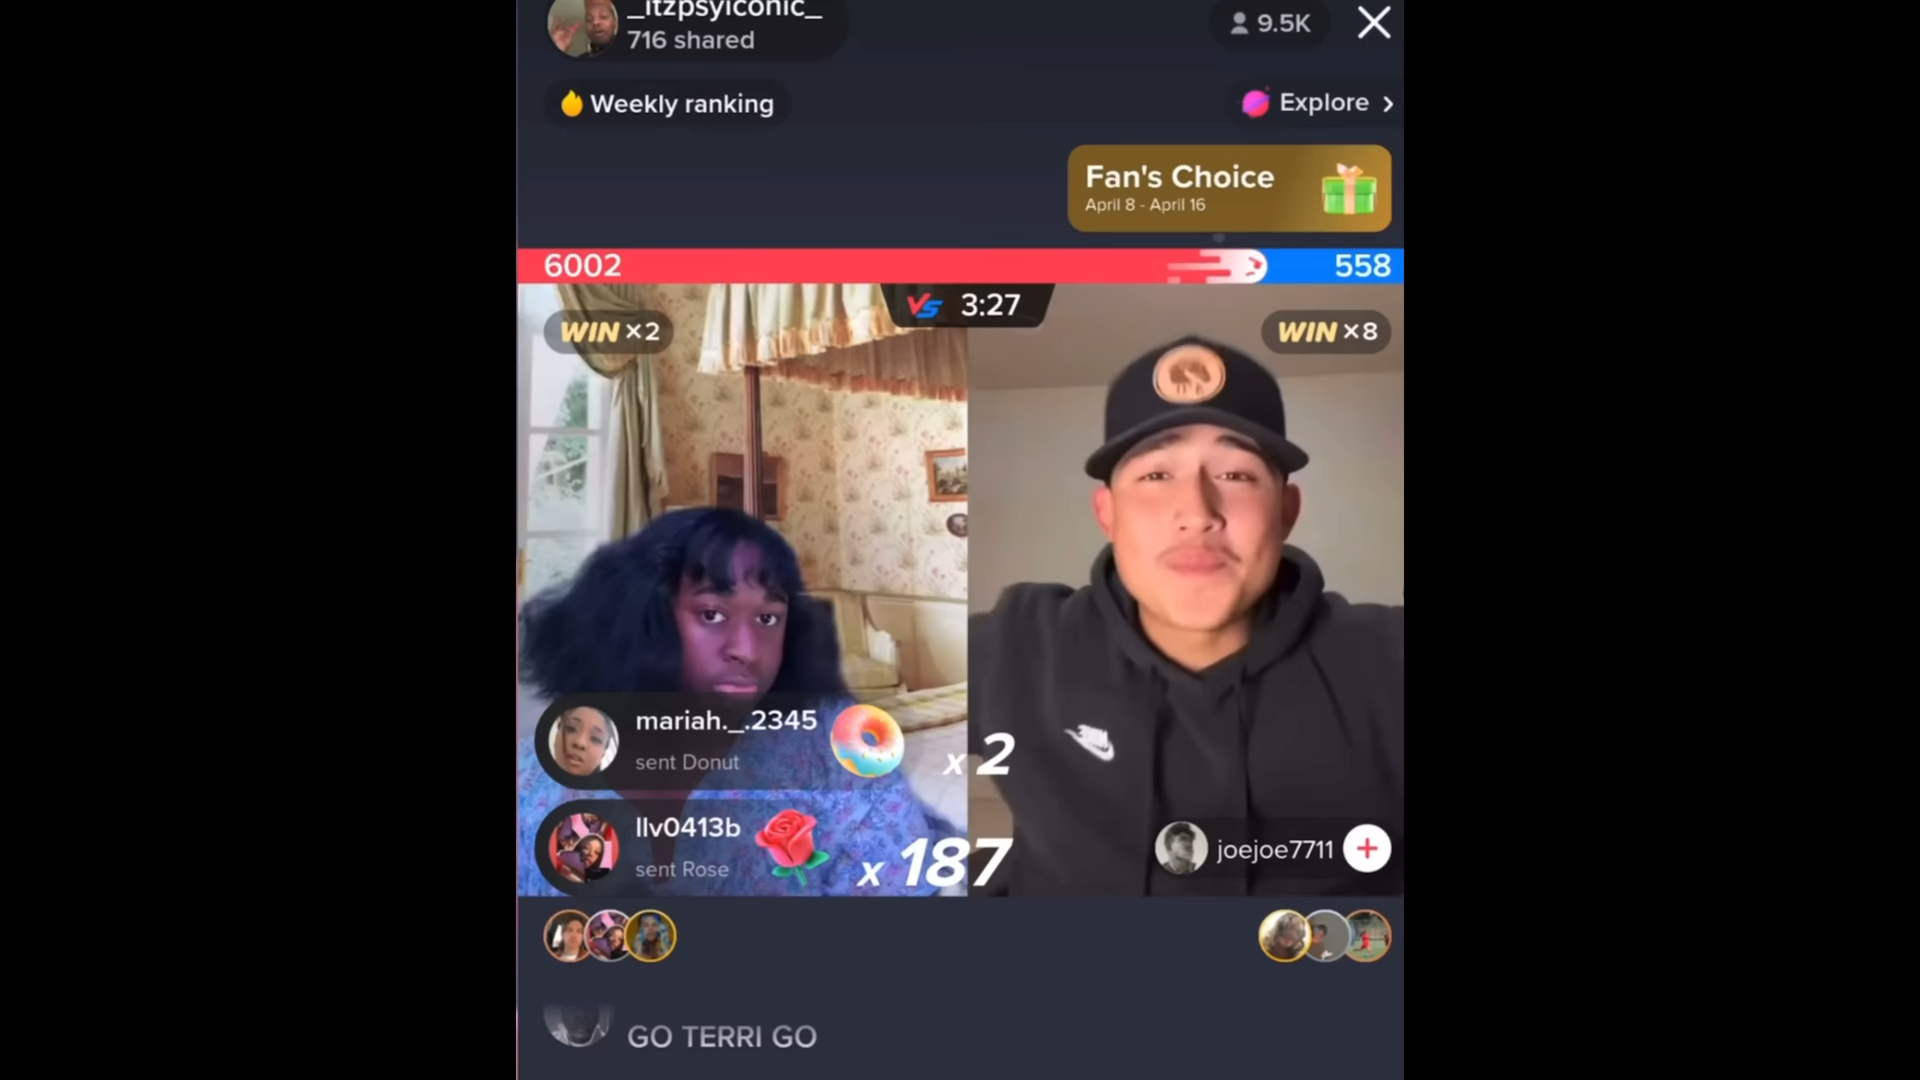 _itzpsyiconic_
716 shared
9.5K
Weekly ranking
Explore >
Fan's Choice
April 8 - April 16
6002
558
VS 3:27
WIN ×2
WIN ×8
mariah._.2345
sent Donut
x 2
llv0413b
sent Rose
x 187
joejoe7711
GO TERRI GO